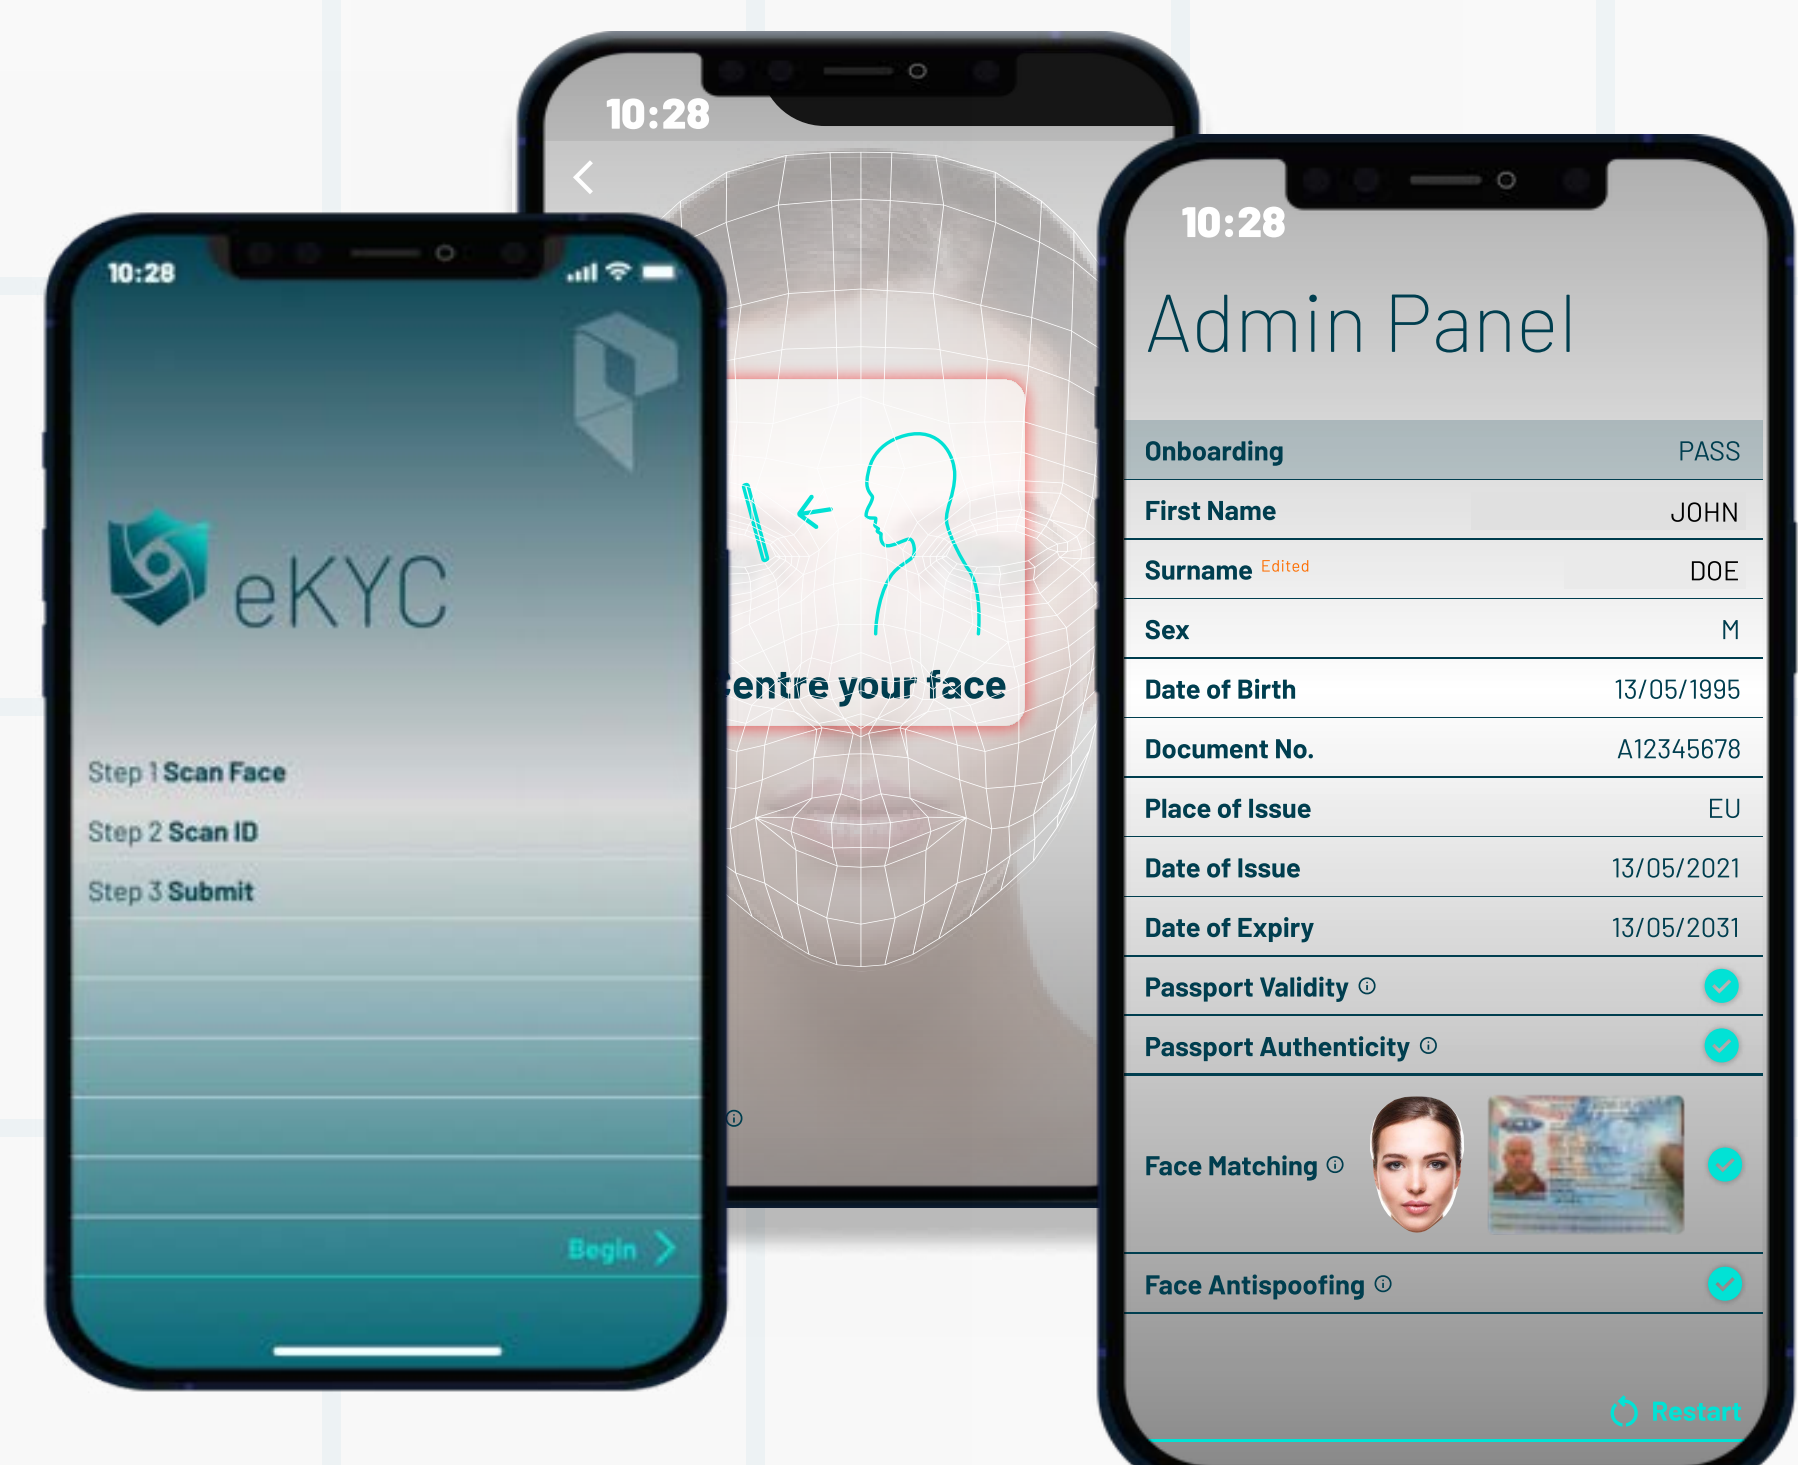 10:28
eKYC
Step 1 Scan Face
Step 2 Scan ID
Step 3 Submit
Begin
10:28
Centre your face
10:28
Admin Panel
Onboarding PASS
First Name JOHN
Surname Edited DOE
Sex M
Date of Birth 13/05/1995
Document No. A12345678
Place of Issue EU
Date of Issue 13/05/2021
Date of Expiry 13/05/2031
Passport Validity
Passport Authenticity
Face Matching
Face Antispoofing
Restart